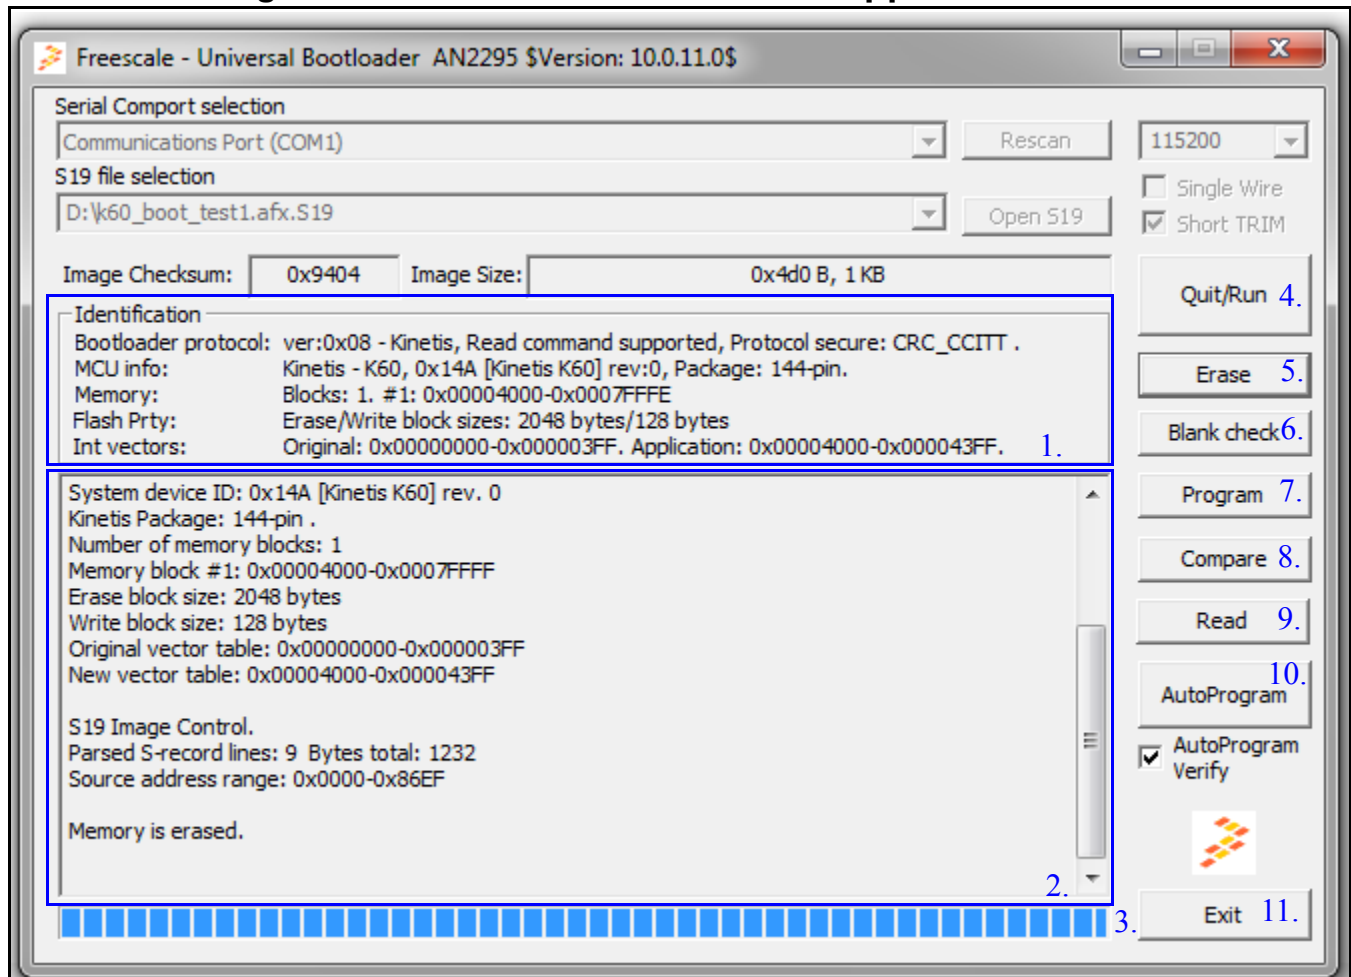 Freescale - Universal Bootloader AN2295 $Version: 10.0.11.0$
Serial Comport selection
Communications Port (COM1)
Rescan
115200
S19 file selection
Single Wire
D:\k60_boot_test1.afx.S19
Open S19
Short TRIM
Image Checksum: 0x9404 Image Size: 0x4d0 B, 1 KB
Quit/Run 4.
Identification
Bootloader protocol: ver:0x08 - Kinetis, Read command supported, Protocol secure: CRC_CCITT .
MCU info: Kinetis - K60, 0x14A [Kinetis K60] rev:0, Package: 144-pin.
Memory: Blocks: 1. #1: 0x00004000-0x0007FFFE
Flash Prty: Erase/Write block sizes: 2048 bytes/128 bytes
Int vectors: Original: 0x00000000-0x000003FF. Application: 0x00004000-0x000043FF.
1.
Erase 5.
Blank check 6.
System device ID: 0x14A [Kinetis K60] rev. 0
Kinetis Package: 144-pin .
Number of memory blocks: 1
Memory block #1: 0x00004000-0x0007FFFF
Erase block size: 2048 bytes
Write block size: 128 bytes
Original vector table: 0x00000000-0x000003FF
New vector table: 0x00004000-0x000043FF
S19 Image Control.
Parsed S-record lines: 9 Bytes total: 1232
Source address range: 0x0000-0x86EF
Memory is erased.
2.
3.
Program 7.
Compare 8.
Read 9.
10.
AutoProgram
AutoProgram
Verify
Exit 11.